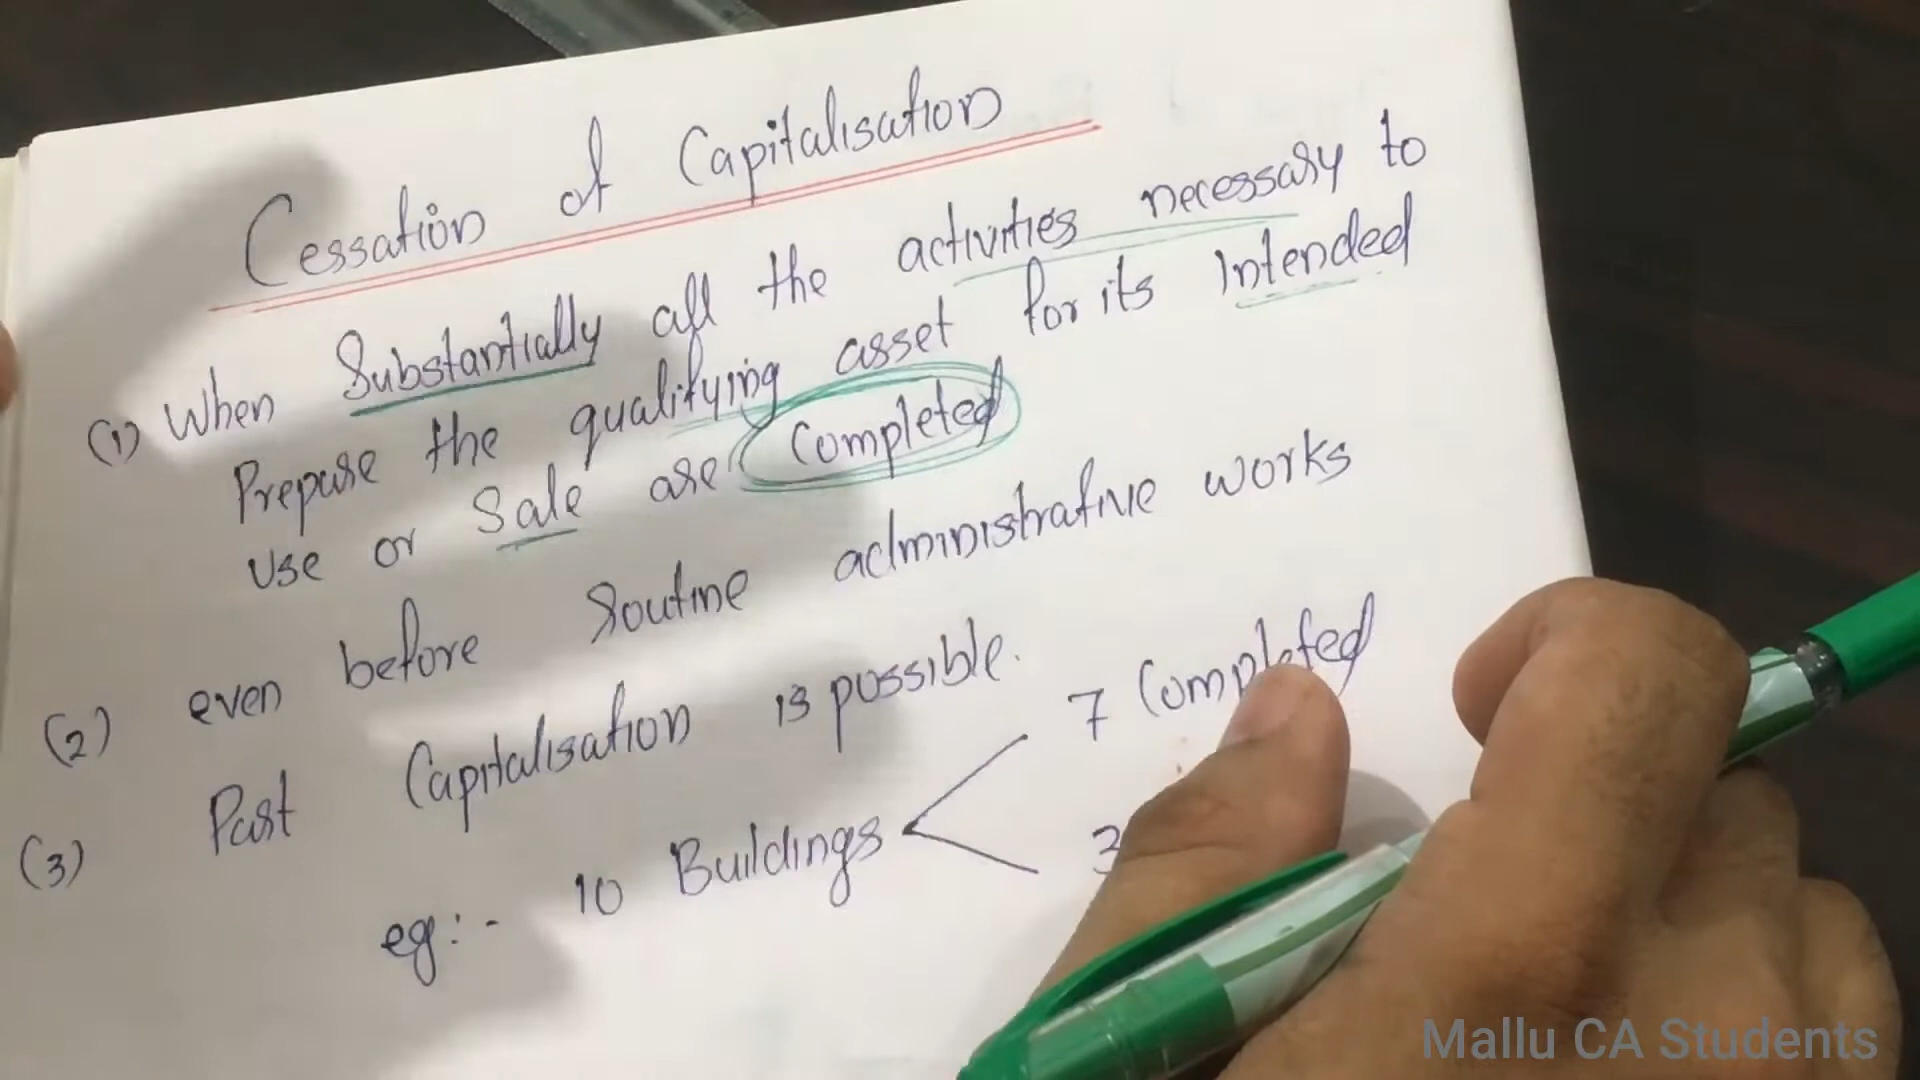 Cessation of Capitalisation
(1) When Substantially all the activities necessary to
Prepare the qualifying asset for its Intended
use or Sale are Completed
(2) even before routine administrative works
(3) Part Capitalisation is possible.
7 Completed
eg:- 10 Buildings
3
Mallu CA Students